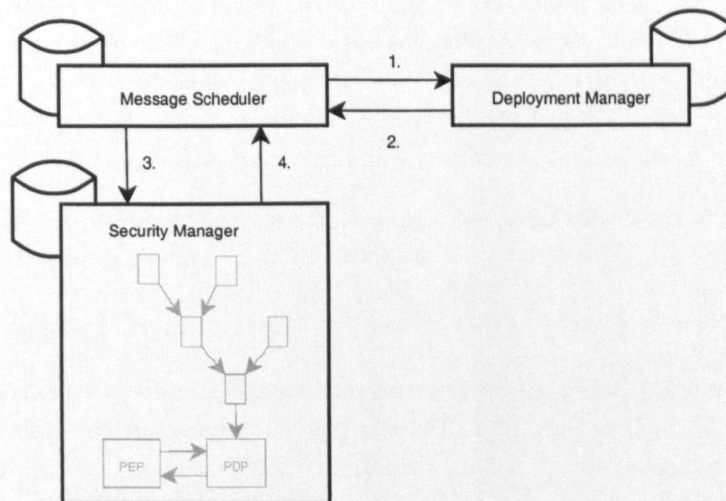 1.
Message Scheduler
Deployment Manager
2.
3.
4.
Security Manager
PEP
PDP